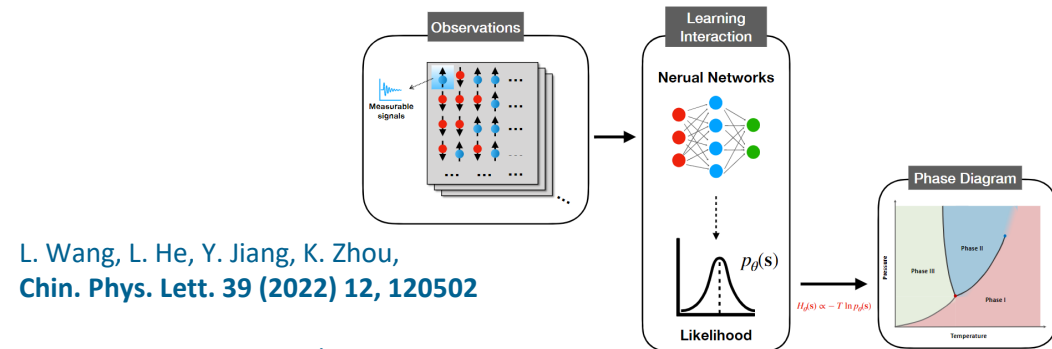 Observations
Measurable
signals
Learning
Interaction
Nerual Networks
pθ(s)
Likelihood
Hθ(s) ∝ − T ln pθ(s)
Phase Diagram
Pressure
Phase II
Phase III
Phase I
Temperature
L. Wang, L. He, Y. Jiang, K. Zhou,
Chin. Phys. Lett. 39 (2022) 12, 120502